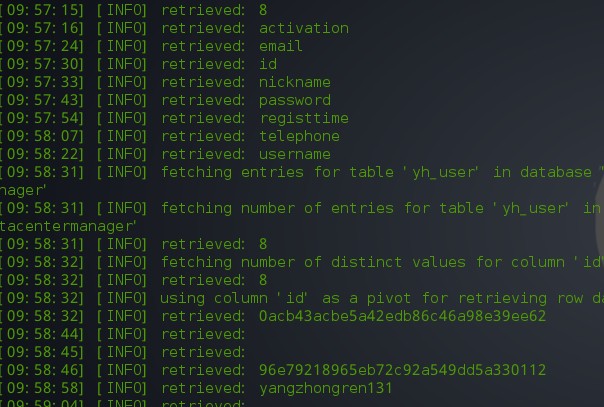 [09:57:15] [INFO] retrieved: 8
[09:57:16] [INFO] retrieved: activation
[09:57:24] [INFO] retrieved: email
[09:57:30] [INFO] retrieved: id
[09:57:33] [INFO] retrieved: nickname
[09:57:43] [INFO] retrieved: password
[09:57:54] [INFO] retrieved: registtime
[09:58:07] [INFO] retrieved: telephone
[09:58:22] [INFO] retrieved: username
[09:58:31] [INFO] fetching entries for table 'yh_user' in database '
nager'
[09:58:31] [INFO] fetching number of entries for table 'yh_user' in
tacentermanager'
[09:58:31] [INFO] retrieved: 8
[09:58:32] [INFO] fetching number of distinct values for column 'id'
[09:58:32] [INFO] retrieved: 8
[09:58:32] [INFO] using column 'id' as a pivot for retrieving row da
[09:58:32] [INFO] retrieved: 0acb43acbe5a42edb86c46a98e39ee62
[09:58:44] [INFO] retrieved:
[09:58:45] [INFO] retrieved:
[09:58:46] [INFO] retrieved: 96e79218965eb72c92a549dd5a330112
[09:58:58] [INFO] retrieved: yangzhongren131
[09:59:04] [INFO] retrieved: